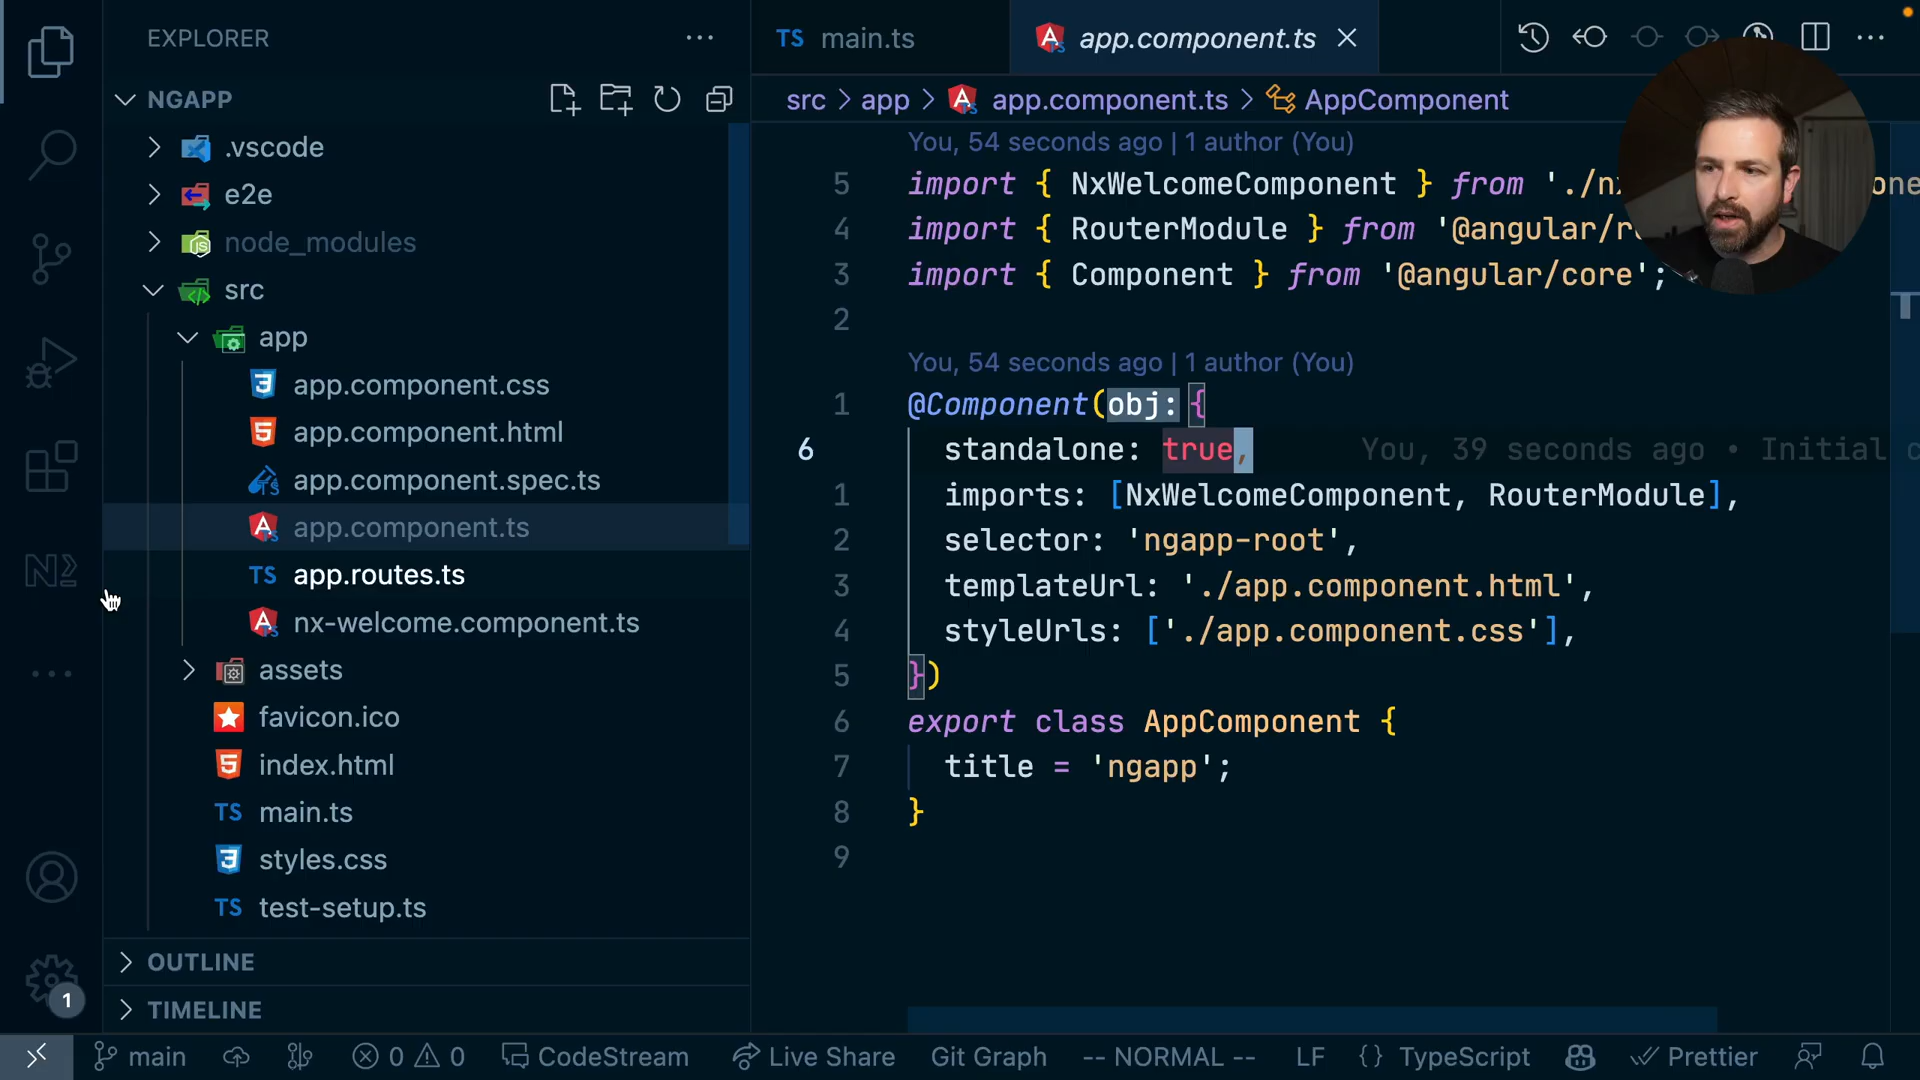 EXPLORER
NGAPP
.vscode
e2e
node_modules
src
app
app.component.css
app.component.html
app.component.spec.ts
app.component.ts
app.routes.ts
nx-welcome.component.ts
assets
favicon.ico
index.html
main.ts
styles.css
test-setup.ts
OUTLINE
TIMELINE
1
TS main.ts
app.component.ts
src > app > app.component.ts > AppComponent
You, 54 seconds ago | 1 author (You)
5 import { NxWelcomeComponent } from './
4 import { RouterModule } from '@angular/
3 import { Component } from '@angular/core';
2
You, 54 seconds ago | 1 author (You)
1 @Component(obj: {
6 standalone: true, You, 39 seconds ago • Initial
1 imports: [NxWelcomeComponent, RouterModule],
2 selector: 'ngapp-root',
3 templateUrl: './app.component.html',
4 styleUrls: ['./app.component.css'],
5 })
6 export class AppComponent {
7 title = 'ngapp';
8 }
9
main 0 0 CodeStream Live Share Git Graph -- NORMAL -- LF {} TypeScript Prettier